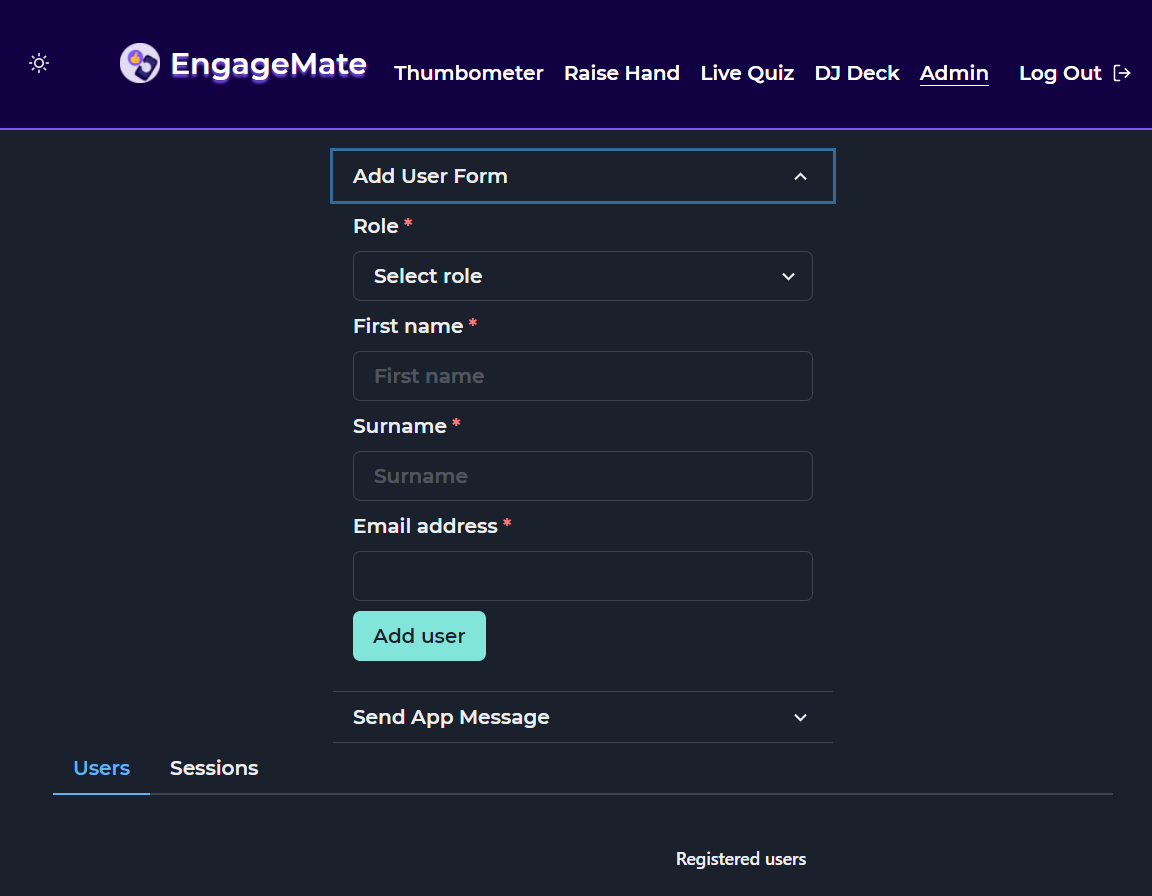 EngageMate
Thumbometer Raise Hand Live Quiz DJ Deck Admin Log Out
Add User Form
Role *
Select role
First name *
First name
Surname *
Surname
Email address *
Add user
Send App Message
Users Sessions
Registered users